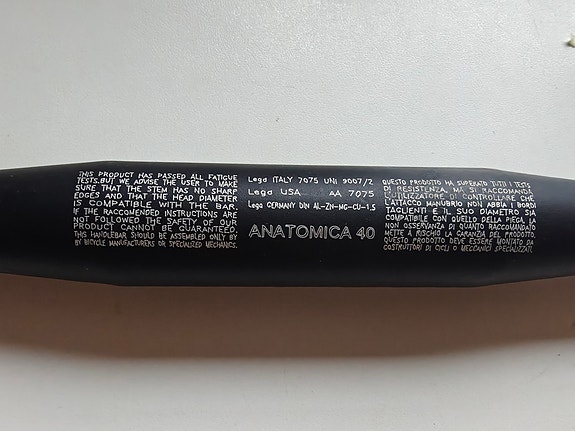 THIS PRODUCT HAS PASSED ALL FATIGUE
TESTS. BUT WE ADVISE THE USER TO MAKE
SURE THAT THE STEM HAS NO SHARP
EDGES AND THAT THE HEAD DIAMETER
IS COMPATIBLE WITH THE BAR.
IF THE RACCOMENDED INSTRUCTIONS ARE
NOT FOLLOWED THE SAFETY OF OUR
PRODUCT CANNOT BE GUARANTEED.
THIS HANDLEBAR SHOULD BE ASSEMBLED ONLY BY
BY BICYCLE MANUFACTURERS OR SPECIALIZED MECHANICS.
Lega ITALY 7075 UNI 9007/2
Lega USA AA 7075
Lega GERMANY DIN AL-ZN-MG-CU-1.5
ANATOMICA 40
QUESTO PRODOTTO HA SUPERATO TUTI I TESTS
DI RESISTENZA, MA SI RACCOMANDA
L'UTILIZZATORE DI CONTROLLARE CHE
L'ATTACCO MANUBRIO NON ABBIA I BORDI
TAGLIENTI E IL SUO DIAMETRO SIA
COMPATIBILE CON QUELLO DELLA PIEGA, LA
NON OSSERVANZA DI QUANTO RACCOMANDATO
METTE A RISCHIO LA GARANZIA DEL PRODOTTO.
QUESTO PRODOTTO DEVE ESSERE MONTATO DA
COSTRUTTORI DI CICLI O MECCANICI SPECIALIZZATI.